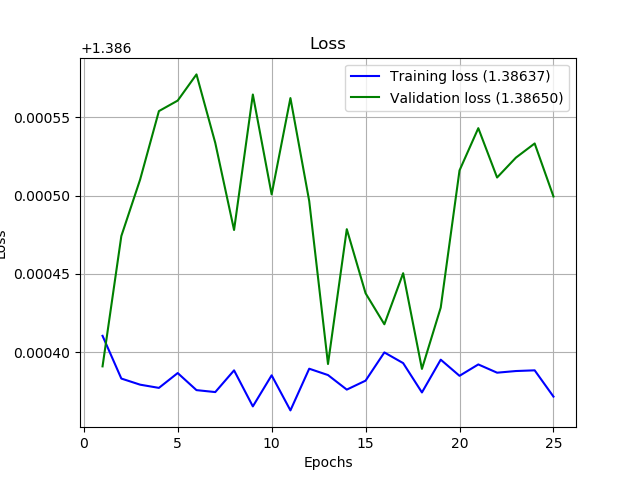 Loss
+1.386
Training loss (1.38637)
Validation loss (1.38650)
0.00055
0.00050
0.00045
0.00040
Loss
0 5 10 15 20 25
Epochs